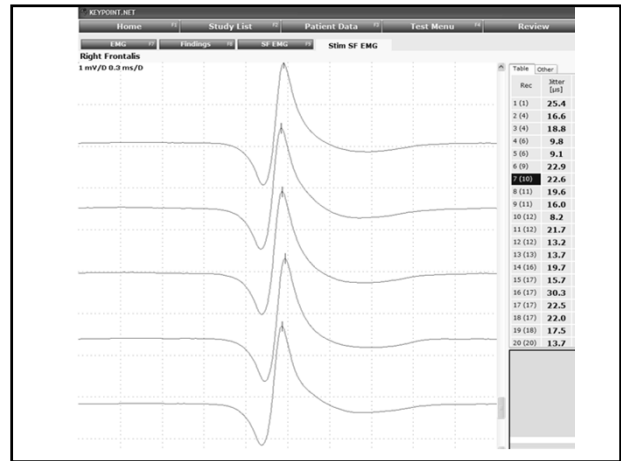 KEYPOINT.NET
Home F1 Study List F2 Patient Data F3 Test Menu F4 Review
EMG F7 Findings F8 SF EMG F9 Stim SF EMG
Right Frontalis
1 mV/D 0.3 ms/D
Table Other
Rec Jitter [µs]
1 (1) 25.4
2 (4) 16.6
3 (4) 18.8
4 (6) 9.8
5 (6) 9.1
6 (9) 22.9
7 (10) 22.6
8 (11) 19.6
9 (11) 16.0
10 (12) 8.2
11 (12) 21.7
12 (12) 13.2
13 (13) 13.7
14 (16) 19.7
15 (17) 15.7
16 (17) 30.3
17 (17) 22.5
18 (17) 22.0
19 (18) 17.5
20 (20) 13.7